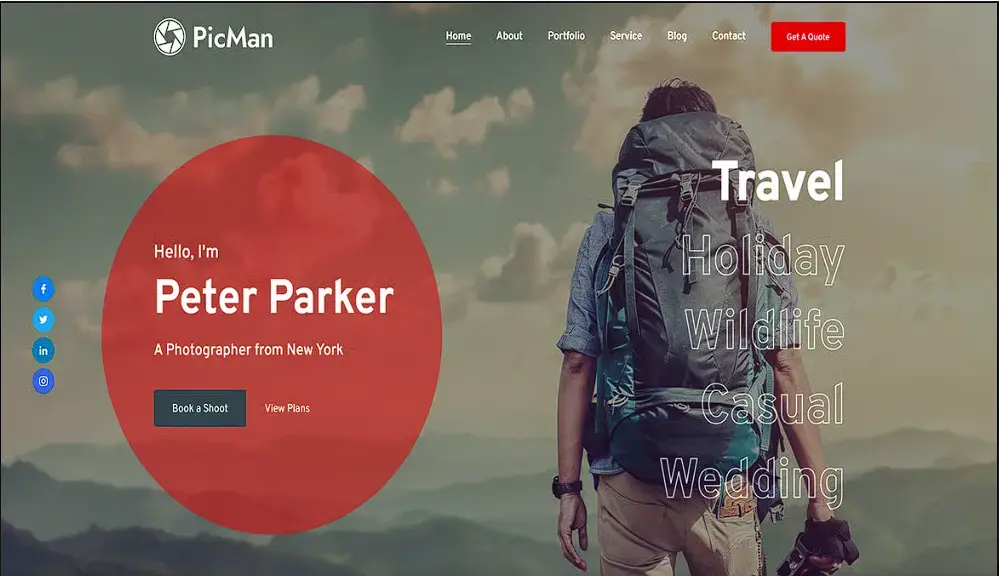 PicMan
Home About Portfolio Service Blog Contact Get A Quote
Hello, I'm
Peter Parker
A Photographer from New York
Book a Shoot View Plans
Travel
Holiday
Wildlife
Casual
Wedding